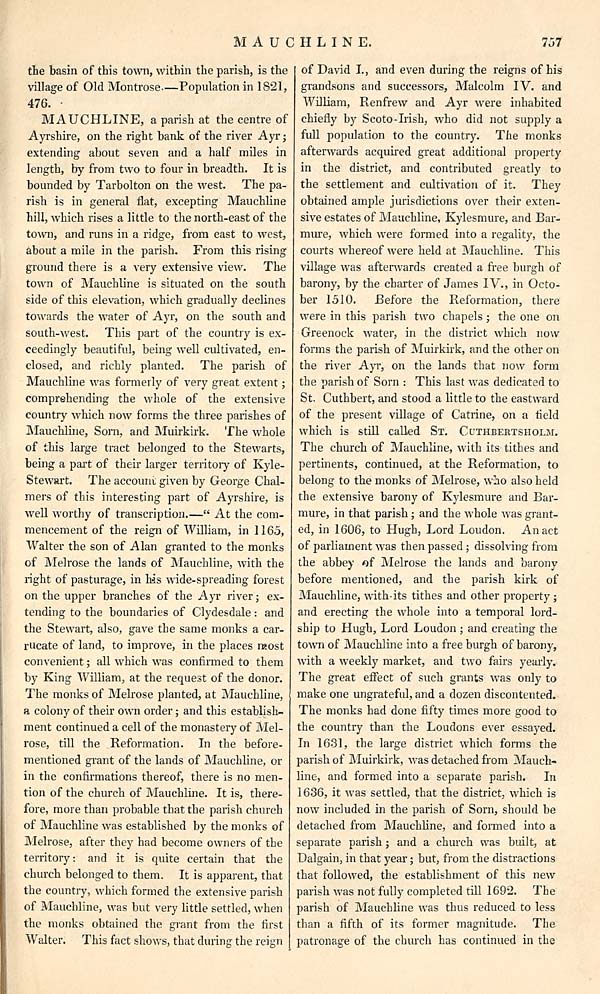 MAUCHLINE.
757
the basin of this town, within the parish, is the
village of Old Montrose.—Population in 1821,
476.
MAUCHLINE, a parish at the centre of
Ayrshire, on the right bank of the river Ayr;
extending about seven and a half miles in
length, by from two to four in breadth. It is
bounded by Tarbolton on the west. The pa-
rish is in general flat, excepting Mauchline
hill, which rises a little to the north-east of the
town, and runs in a ridge, from east to west,
about a mile in the parish. From this rising
ground there is a very extensive view. The
town of Mauchline is situated on the south
side of this elevation, which gradually declines
towards the water of Ayr, on the south and
south-west. This part of the country is ex-
ceedingly beautiful, being well cultivated, en-
closed, and richly planted. The parish of
Mauchline was formerly of very great extent;
comprehending the whole of the extensive
country which now forms the three parishes of
Mauchline, Sorn, and Muirkirk. The whole
of this large tract belonged to the Stewarts,
being a part of their larger territory of Kyle-
Stewart. The account given by George Chal-
mers of this interesting part of Ayrshire, is
well worthy of transcription.—“ At the com-
mencement of the reign of William, in 1165,
Walter the son of Alan granted to the monks
of Melrose the lands of Mauchline, with the
right of pasturage, in his wide-spreading forest
on the upper branches of the Ayr river; ex-
tending to the boundaries of Clydesdale: and
the Stewart, also, gave the same monks a car-
rucate of land, to improve, in the places most
convenient; all which was confirmed to them
by King William, at the request of the donor.
The monks of Melrose planted, at Mauchline,
a colony of their own order; and this establish-
ment continued a cell of the monastery of Mel-
rose, till the Reformation. In the before-
mentioned grant of the lands of Mauchline, or
in the confirmations thereof, there is no men-
tion of the church of Mauchline. It is, there-
fore, more than probable that the parish church
of Mauchline was established by the monks of
Melrose, after they had become owners of the
territory: and it is quite certain that the
church belonged to them. It is apparent, that
the country, which formed the extensive parish
of Mauchline, was but very little settled, when
the monks obtained the grant from the first
Walter. This fact shows, that during the reign
of David I., and even during the reigns of his
grandsons and successors, Malcolm IV. and
William, Renfrew and Ayr were inhabited
chiefly by Scoto-Irish, who did not supply a
full population to the country. The monks
afterwards acquired great additional property
in the district, and contributed greatly to
the settlement and cultivation of it. They
obtained ample jurisdictions over their exten-
sive estates of Mauchline, Kylesmure, and Bar-
mure, which were formed into a regality, the
courts whereof were held at Mauchline. This
village was afterwards created a free burgh of
barony, by the charter of James IV., in Octo-
ber 1510. Before the Reformation, there
were in this parish two chapels; the one on
Greenock water, in the district which now
forms the parish of Muirkirk, and the other on
the river Ayr, on the lands that now form
the parish of Sorn: This last was dedicated to
St. Cuthbert, and stood a little to the eastward
of the present village of Catrine, on a field
which is still called ST. CUTHBERTSHOLM.
The church of Mauchline, with its tithes and
pertinents, continued, at the Reformation, to
belong to the monks of Melrose, who also held
the extensive barony of Kylesmure and Bar-
mure, in that parish; and the whole was grant-
ed, in 1606, to Hugh, Lord Loudon. An act
of parliament was then passed; dissolving from
the abbey of Melrose the lands and barony
before mentioned, and the parish kirk of
Mauchline, with its tithes and other property;
and erecting the whole into a temporal lord-
ship to Hugh, Lord Loudon; and creating the
town of Mauchline into a free burgh of barony,
with a weekly market, and two fairs yearly.
The great effect of such grants was only to
make one ungrateful, and a dozen discontented.
The monks had done fifty times more good to
the country than the Loudons ever essayed.
In 1631, the large district which forms the
parish of Muirkirk, was detached from Mauch-
line, and formed into a separate parish. In
1636, it was settled, that the district, which is
now included in the parish of Sorn, should be
detached from Mauchline, and formed into a
separate parish; and a church was built, at
Dalgain, in that year; but, from the distractions
that followed, the establishment of this new
parish was not fully completed till 1692. The
parish of Mauchline was thus reduced to less
than a fifth of its former magnitude. The
patronage of the church has continued in the